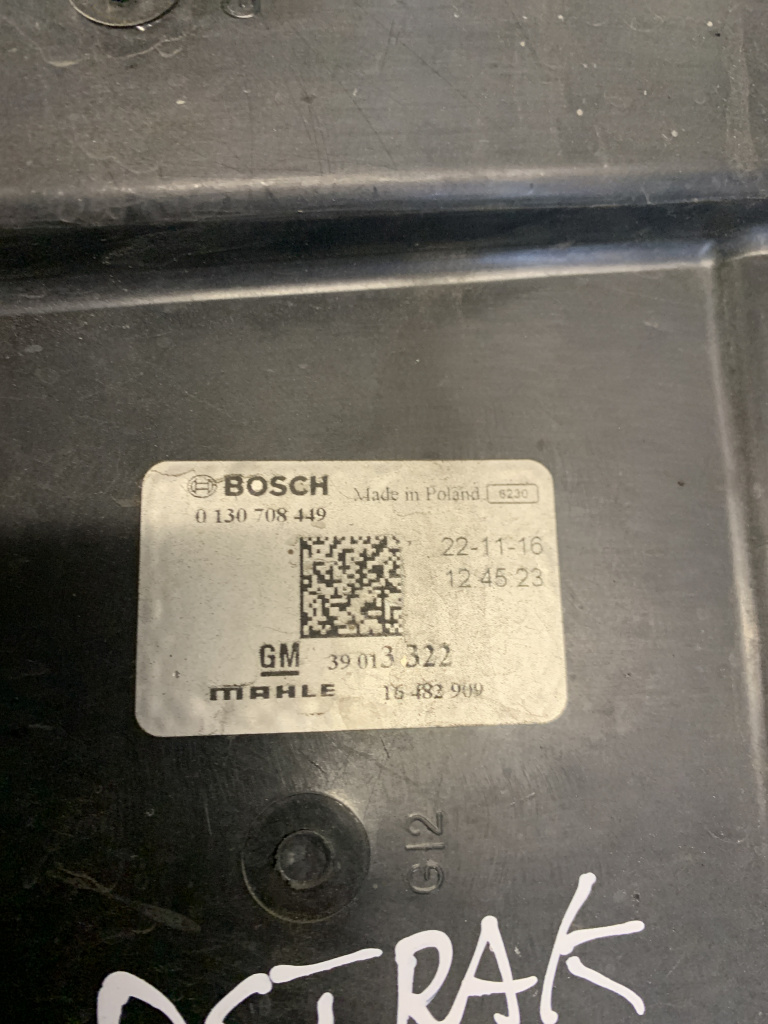 BOSCH Made in Poland 6230
0 130 708 449
22-11-16
12 45 23
GM 39 013 322
MAHLE 16 482 909
G12